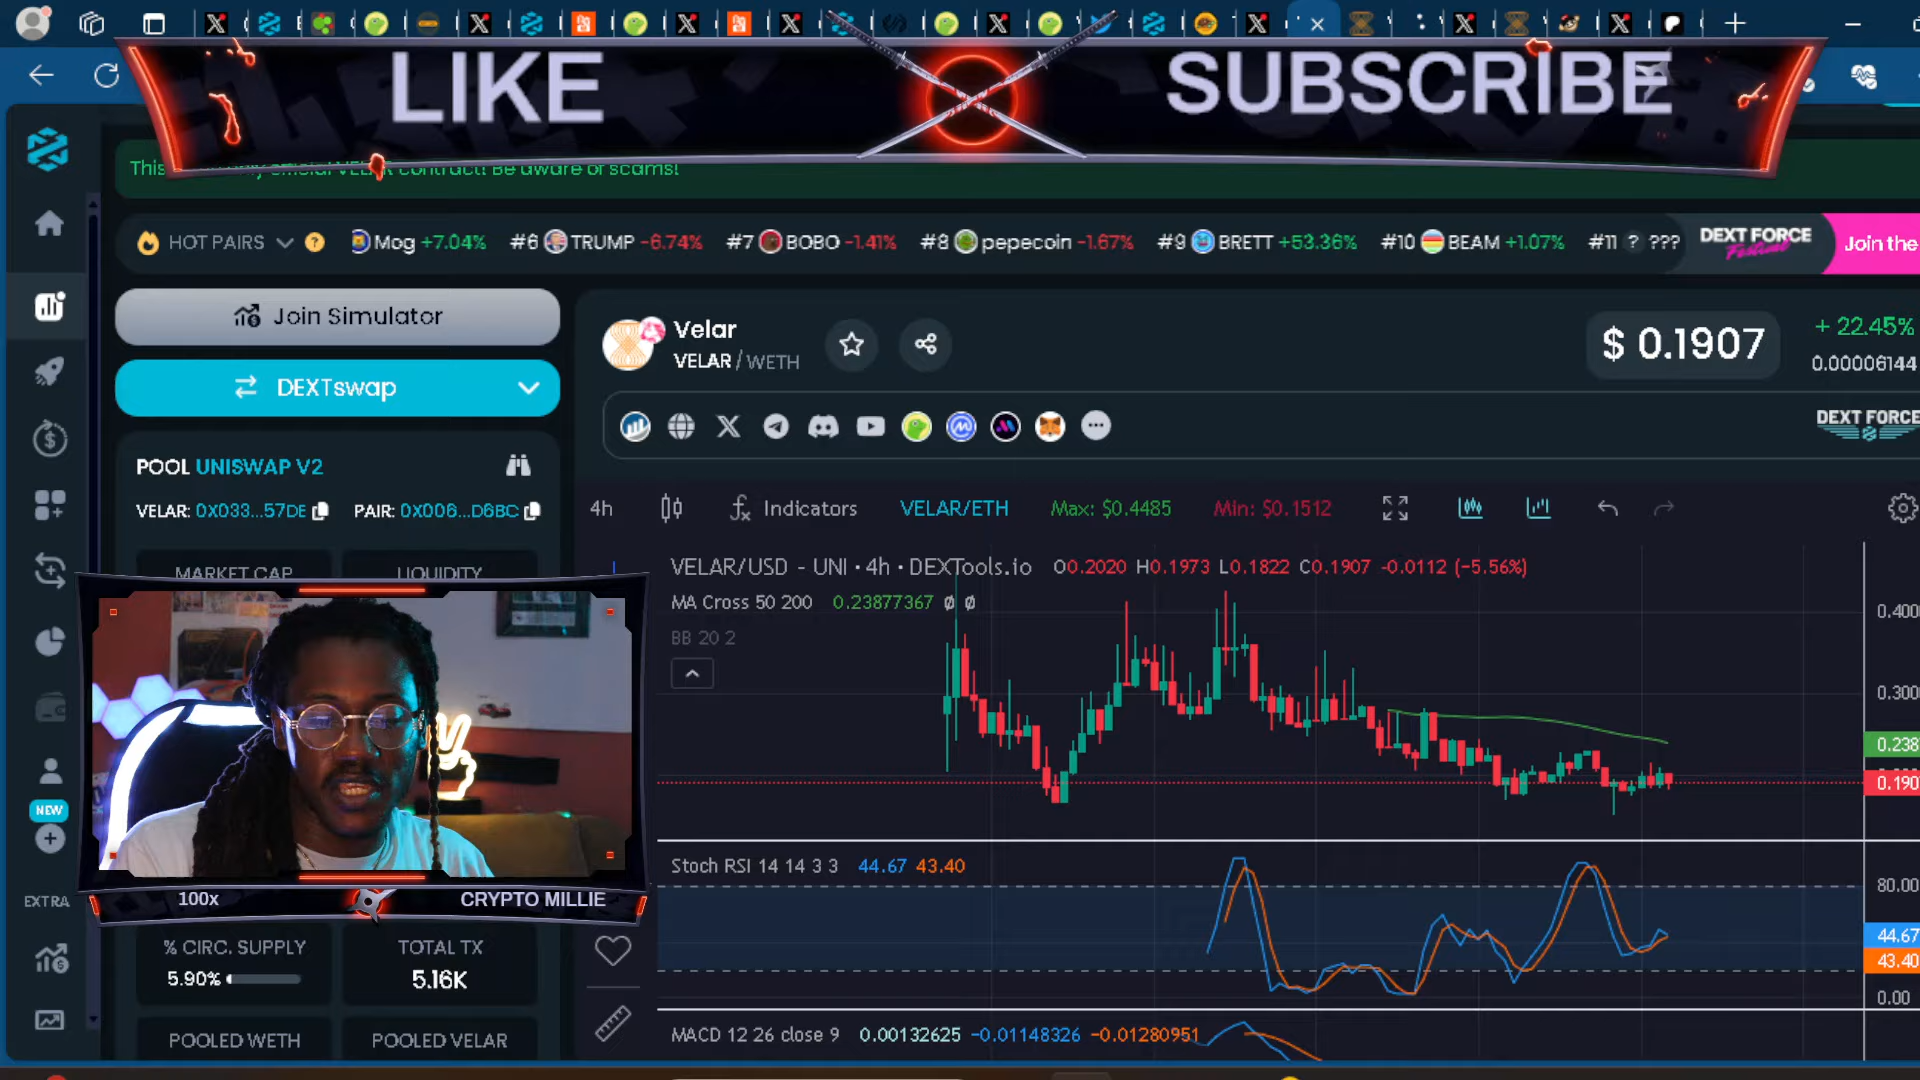 LIKE
SUBSCRIBE
VELAR contract! Be aware of scams!
HOT PAIRS
Mog +7.04%
#6 TRUMP -6.74%
#7 BOBO -1.41%
#8 pepecoin -1.67%
#9 BRETT +53.36%
#10 BEAM +1.07%
#11 ? ???
DEXT FORCE
Festival
Join the
Join Simulator
DEXTswap
Velar
VELAR / WETH
$ 0.1907
+ 22.45%
0.00006144
DEXT FORCE
POOL UNISWAP V2
VELAR: 0X033...57DE PAIR: 0X006...D6BC
MARKET CAP
LIQUIDITY
4h
Indicators
VELAR/ETH
Max: $0.4485
Min: $0.1512
VELAR/USD - UNI · 4h · DEXTools.io O0.2020 H0.1973 L0.1822 C0.1907 -0.0112 (-5.56%)
MA Cross 50 200 0.23877367 ø ø
BB 20 2
0.400
0.300
0.238
0.190
Stoch RSI 14 14 3 3 44.67 43.40
80.00
44.67
43.40
0.00
MACD 12 26 close 9 0.00132625 -0.01148326 -0.01280951
NEW
EXTRA
100x
CRYPTO MILLIE
% CIRC. SUPPLY
5.90%
TOTAL TX
5.16K
POOLED WETH
POOLED VELAR